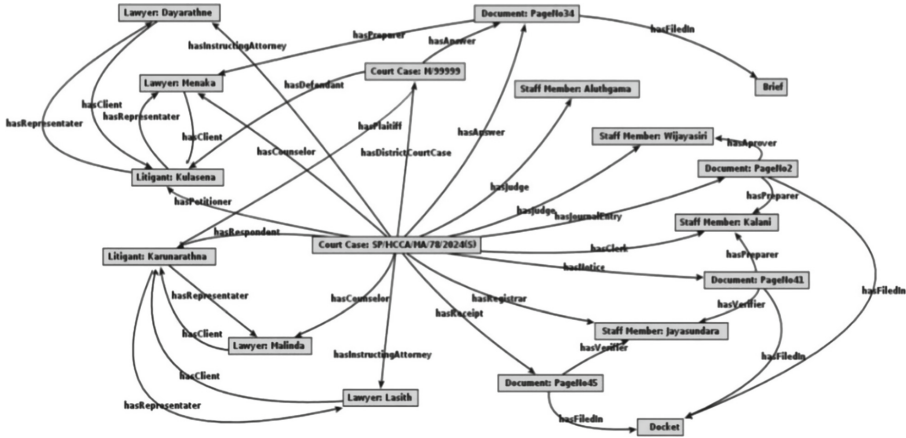 Lawyer: Dayarathne
Document: PageNo34
hasFiledIn
hasPreparer
hasAnswer
hasInstructingAttorney
Court Case: M/99999
Lawyer: Menaka
hasDefendant
Staff Member: Aluthgama
Brief
hasClient
hasRepresentater
hasRepresentater
hasPlaitiff
hasAnswer
Staff Member: Wijayasiri
hasClient
hasAprover
hasCounselor
hasDistrictCourtCase
Document: PageNo2
Litigant: Kulasena
hasJudge
hasPreparer
hasPetitioner
hasJudge
hasJournalEntry
Staff Member: Kalani
hasRespondent
Court Case: SP/HCCA/MA/78/2024(S)
hasClerk
Litigant: Karunarathna
hasPreparer
hasNotice
Document: PageNo41
hasFiledIn
hasRepresentater
hasCounselor
hasRegistrar
hasVerifier
hasReceipt
Staff Member: Jayasundara
hasClient
Lawyer: Malinda
hasVerifier
hasInstructingAttorney
hasFiledIn
hasClient
Document: PageNo45
Lawyer: Lasith
hasRepresentater
hasFiledIn
Docket